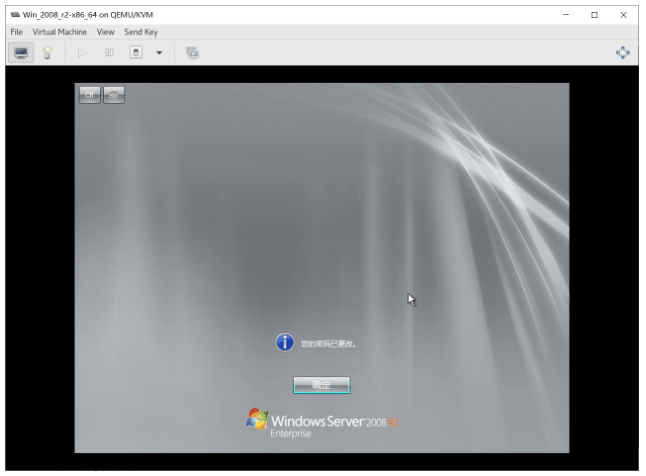 Win_2008_r2-x86_64 on QEMU/KVM
File Virtual Machine View Send Key
CH
您的密码已更改。
确定
Windows Server 2008 R2
Enterprise